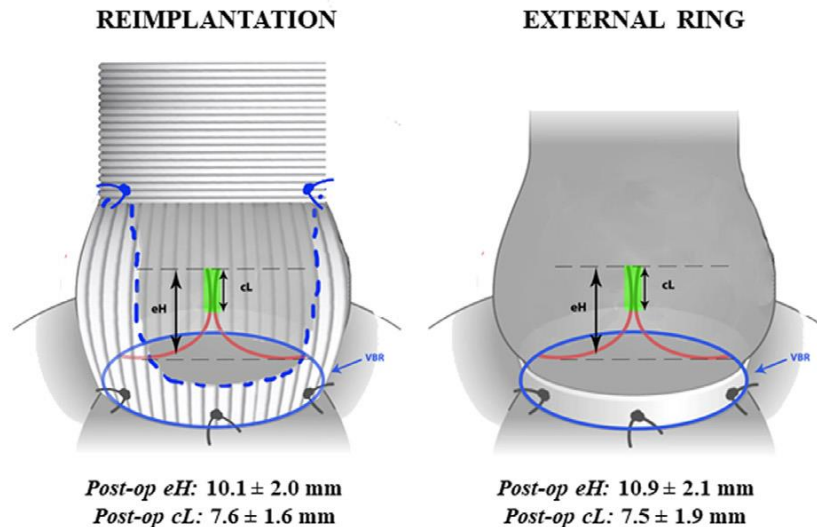 REIMPLANTATION
EXTERNAL RING
eH
cL
VBR
eH
cL
VBR
Post-op eH: 10.1 ± 2.0 mm
Post-op cL: 7.6 ± 1.6 mm
Post-op eH: 10.9 ± 2.1 mm
Post-op cL: 7.5 ± 1.9 mm